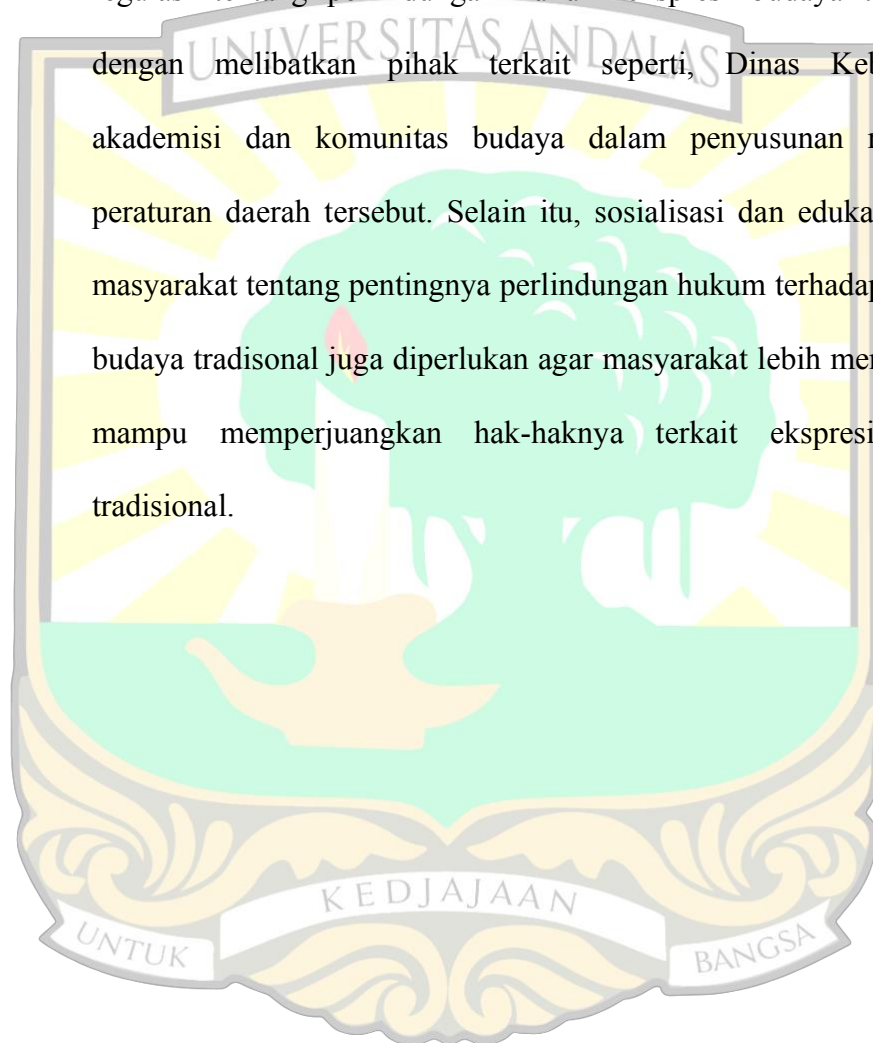 UNIVERSITAS ANDALAS
dengan melibatkan pihak terkait seperti, Dinas
akademisi dan komunitas budaya dalam penyusunan
peraturan daerah tersebut. Selain itu, sosialisasi dan
masyarakat tentang pentingnya perlindungan hukum
budaya tradisonal juga diperlukan agar masyarakat lebih
mampu memperjuangkan hak-haknya terkait ekspresi
tradisional.
KEDJAJAAN
UNTUK
BANGSA